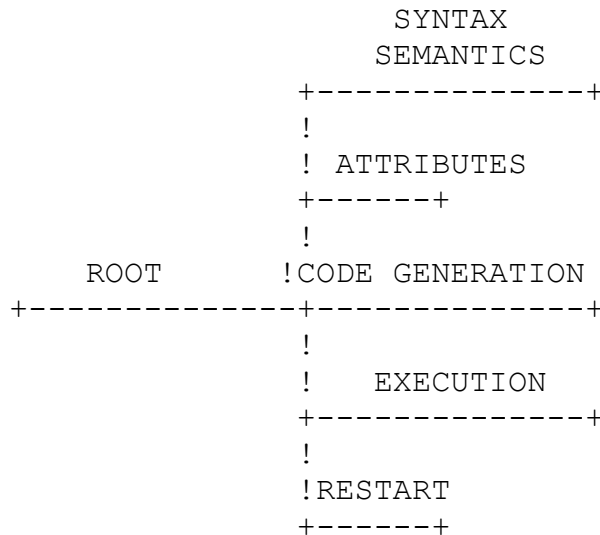 SYNTAX
SEMANTICS
+--------------+
!
! ATTRIBUTES
+------+
!
ROOT !CODE GENERATION
+--------------+--------------+
!
! EXECUTION
+--------------+
!
!RESTART
+------+